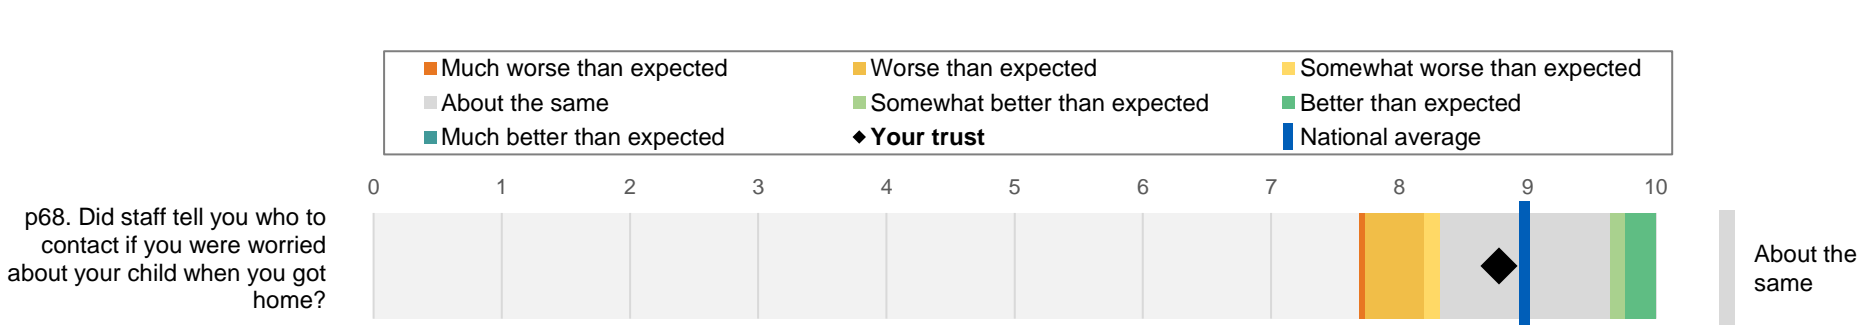 Much worse than expected Worse than expected Somewhat worse than expected
About the same Somewhat better than expected Better than expected
Much better than expected Your trust National average
0 1 2 3 4 5 6 7 8 9 10
p68. Did staff tell you who to
contact if you were worried
about your child when you got
home?
About the
same